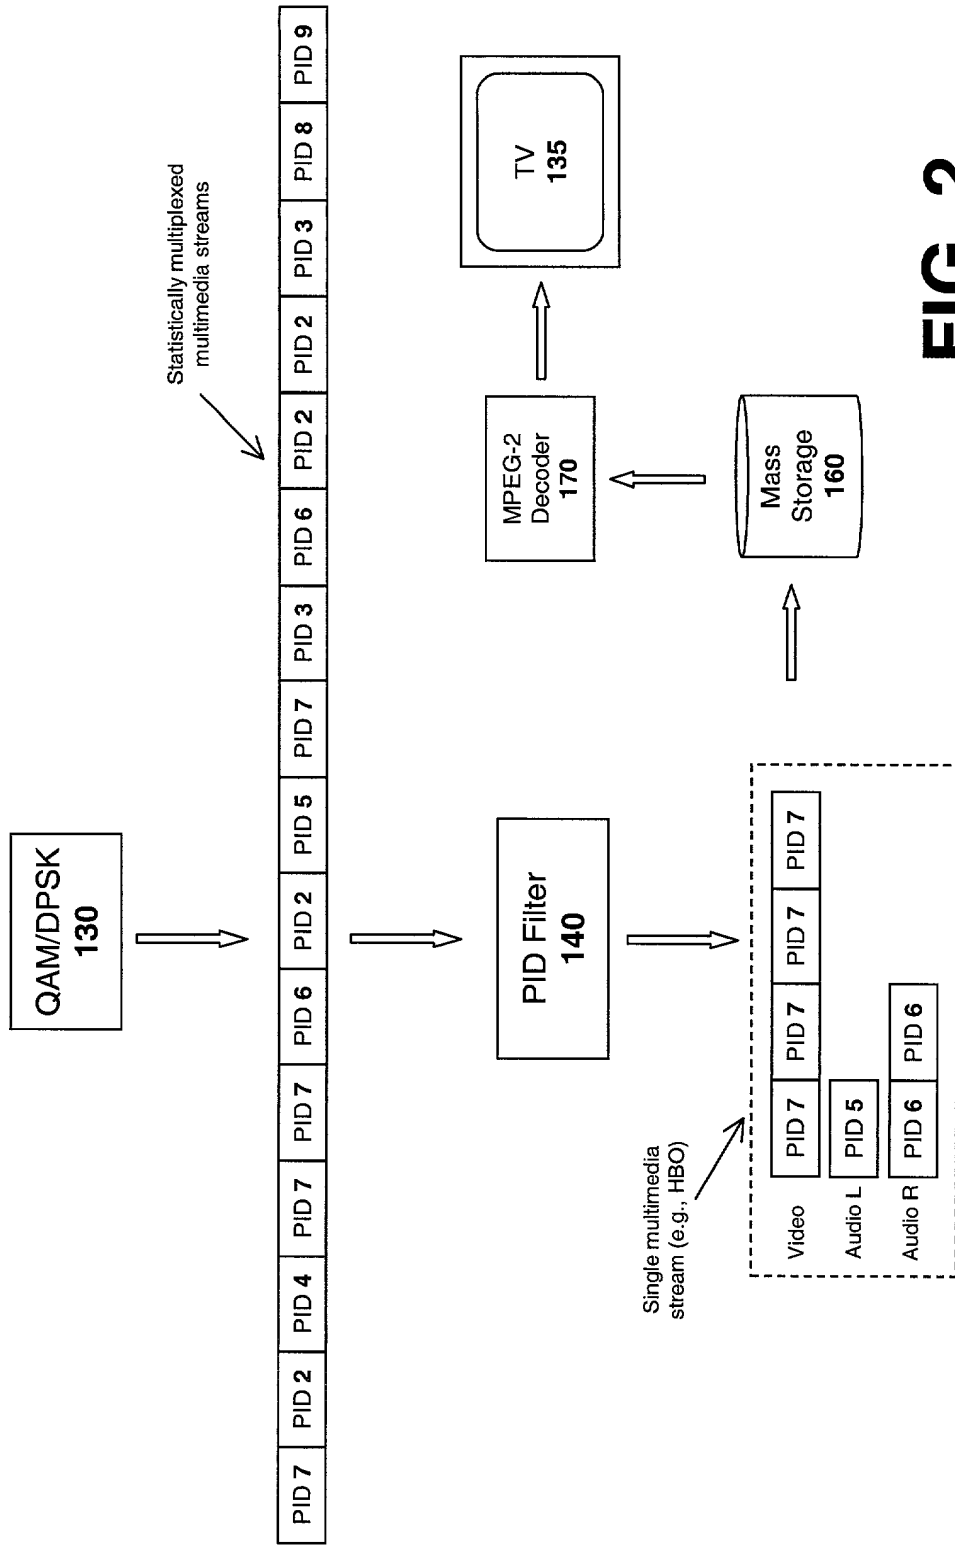 QAM/DPSK
130
Statistically multiplexed
multimedia streams
PID 7
PID 2
PID 4
PID 7
PID 7
PID 6
PID 2
PID 5
PID 7
PID 3
PID 6
PID 2
PID 2
PID 3
PID 8
PID 9
PID Filter
140
MPEG-2
Decoder
170
TV
135
Single multimedia
stream (e.g., HBO)
Video
PID 7
PID 7
PID 7
PID 7
Audio L
PID 5
Audio R
PID 6
PID 6
Mass
Storage
160
FIG_2